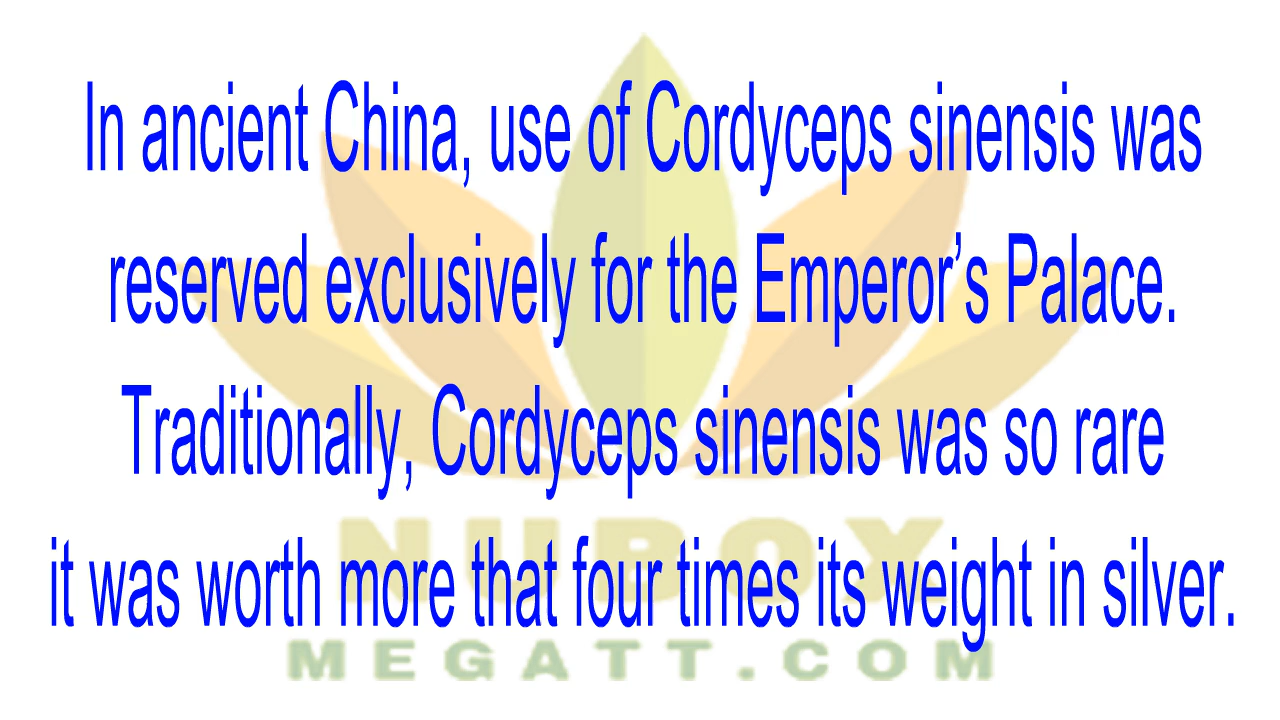 In ancient China, use of Cordyceps sinensis was
reserved exclusively for the Emperor’s Palace.
Traditionally, Cordyceps sinensis was so rare
it was worth more that four times its weight in silver.
NUBOX
MEGATT.COM